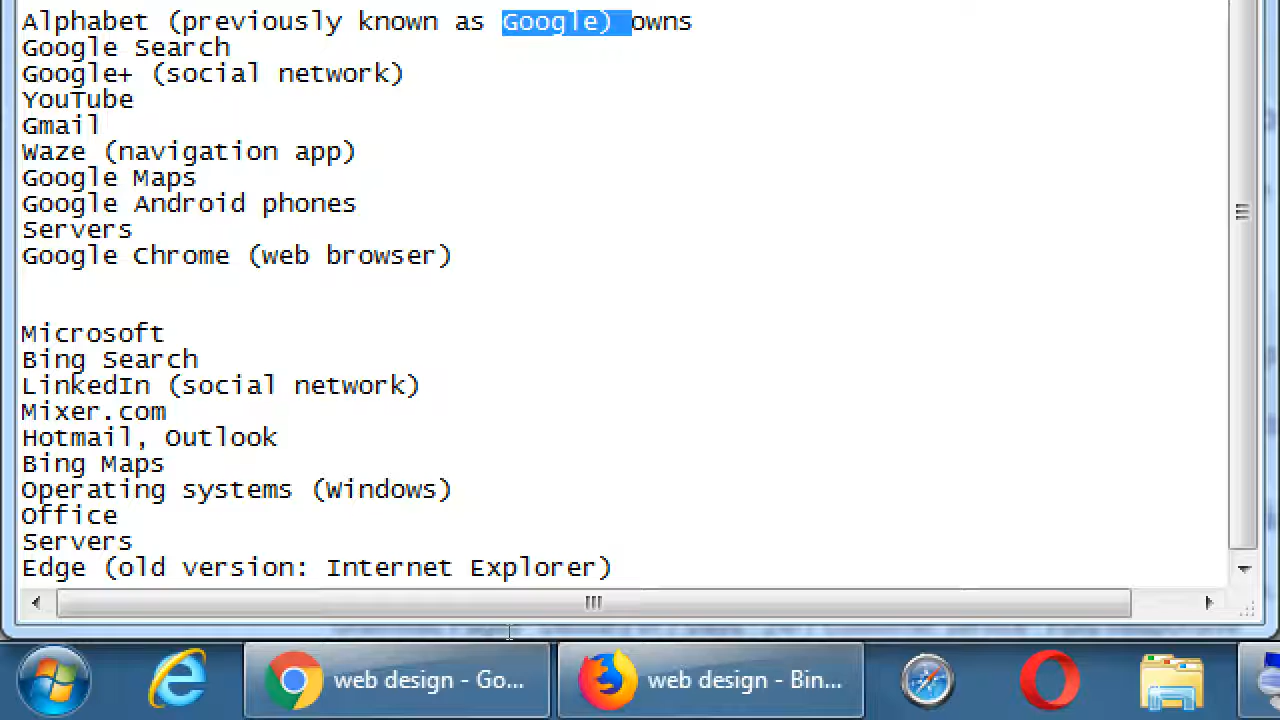 Alphabet (previously known as Google) owns
Google Search
Google+ (social network)
YouTube
Gmail
Waze (navigation app)
Google Maps
Google Android phones
Servers
Google Chrome (web browser)
Microsoft
Bing Search
LinkedIn (social network)
Mixer.com
Hotmail, Outlook
Bing Maps
Operating systems (Windows)
Office
Servers
Edge (old version: Internet Explorer)
web design - Go...
web design - Bin...